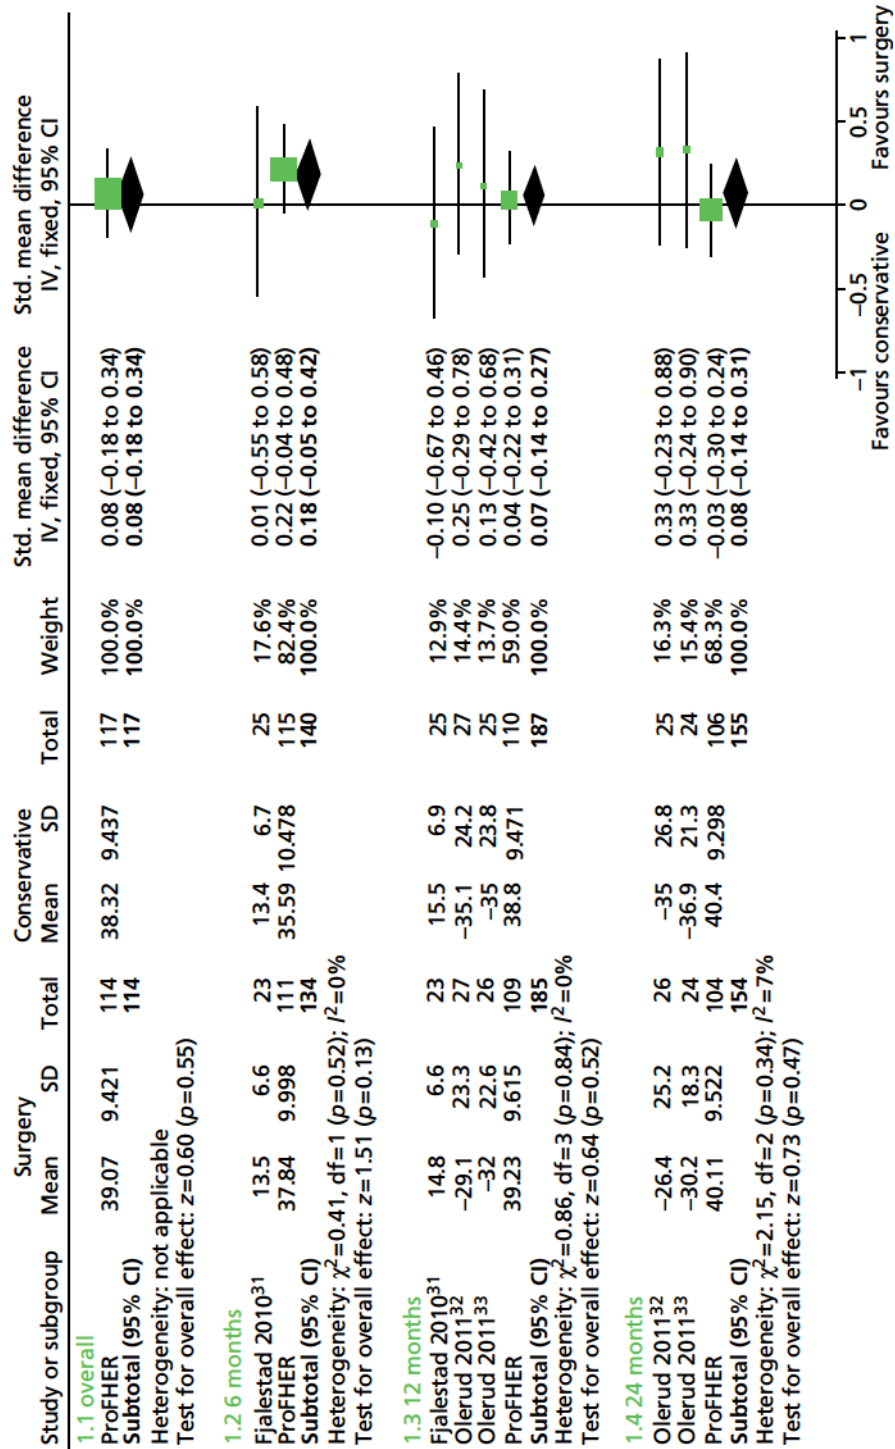 Surgery Conservative Std. mean difference Std. mean difference
Study or subgroup Mean SD Total Mean SD Total Weight IV, fixed, 95% CI IV, fixed, 95% CI
1.1 overall
ProFHER 39.07 9.421 114 38.32 9.437 117 100.0% 0.08 (−0.18 to 0.34)
Subtotal (95% CI) 114 117 100.0% 0.08 (−0.18 to 0.34)
Heterogeneity: not applicable
Test for overall effect: z=0.60 (p=0.55)
1.2 6 months
Fjalestad 2010³¹ 13.5 6.6 23 13.4 6.7 25 17.6% 0.01 (−0.55 to 0.58)
ProFHER 37.84 9.998 111 35.59 10.478 115 82.4% 0.22 (−0.04 to 0.48)
Subtotal (95% CI) 134 140 100.0% 0.18 (−0.05 to 0.42)
Heterogeneity: χ²=0.41, df=1 (p=0.52); I²=0%
Test for overall effect: z=1.51 (p=0.13)
1.3 12 months
Fjalestad 2010³¹ 14.8 6.6 23 15.5 6.9 25 12.9% −0.10 (−0.67 to 0.46)
Olerud 2011³² −29.1 23.3 27 −35.1 24.2 27 14.4% 0.25 (−0.29 to 0.78)
Olerud 2011³³ −32 22.6 26 −35 23.8 25 13.7% 0.13 (−0.42 to 0.68)
ProFHER 39.23 9.615 109 38.8 9.471 110 59.0% 0.04 (−0.22 to 0.31)
Subtotal (95% CI) 185 187 100.0% 0.07 (−0.14 to 0.27)
Heterogeneity: χ²=0.86, df=3 (p=0.84); I²=0%
Test for overall effect: z=0.64 (p=0.52)
1.4 24 months
Olerud 2011³² −26.4 25.2 26 −35 26.8 25 16.3% 0.33 (−0.23 to 0.88)
Olerud 2011³³ −30.2 18.3 24 −36.9 21.3 24 15.4% 0.33 (−0.24 to 0.90)
ProFHER 40.11 9.522 104 40.4 9.298 106 68.3% −0.03 (−0.30 to 0.24)
Subtotal (95% CI) 154 155 100.0% 0.08 (−0.14 to 0.31)
Heterogeneity: χ²=2.15, df=2 (p=0.34); I²=7%
Test for overall effect: z=0.73 (p=0.47)
−1 −0.5 0 0.5 1
Favours conservative Favours surgery